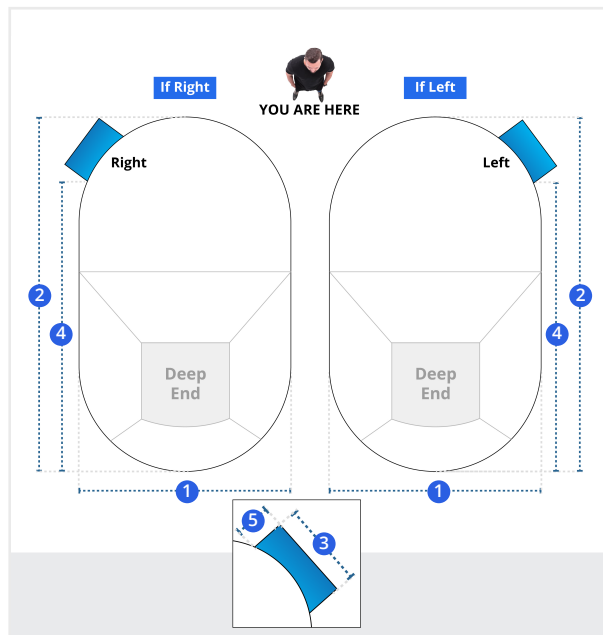 If Right
If Left
YOU ARE HERE
Right
Left
2
4
4
2
Deep
End
Deep
End
1
1
5
3